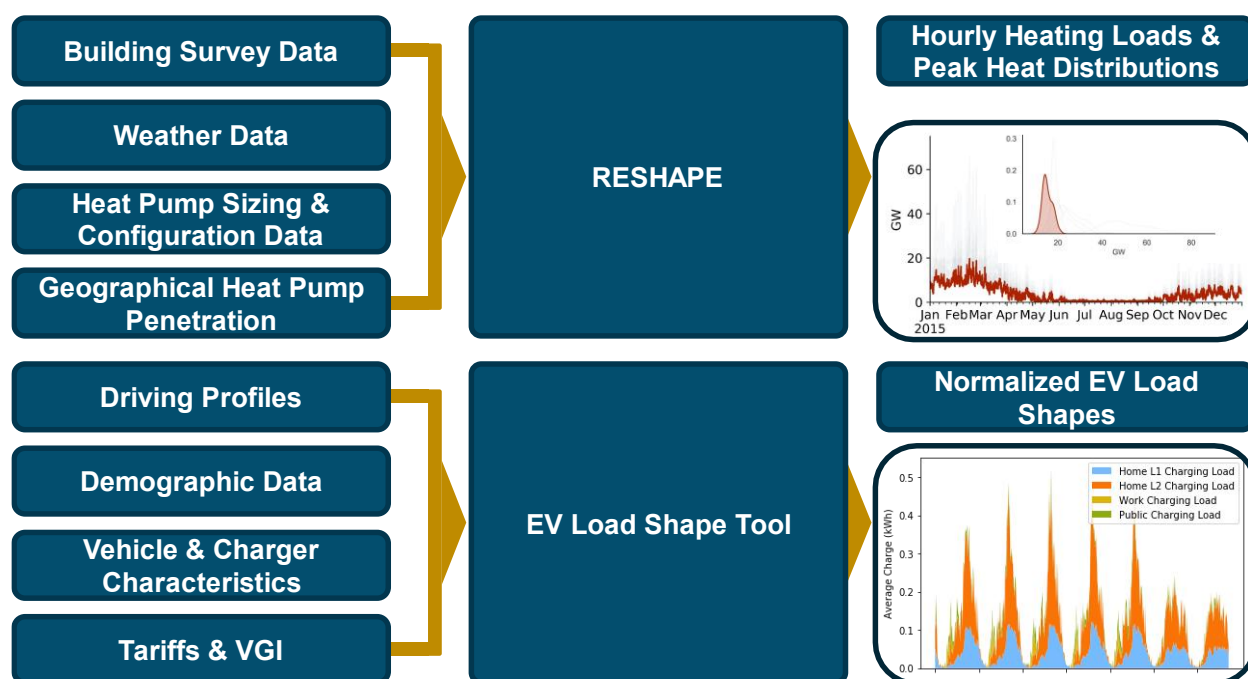 Building Survey Data
Weather Data
Heat Pump Sizing &
Configuration Data
Geographical Heat Pump
Penetration
RESHAPE
Hourly Heating Loads &
Peak Heat Distributions
GW
60
40
20
0
0.3
0.2
0.1
0.0
20 40 60 80
GW
Jan Feb Mar Apr May Jun Jul Aug Sep Oct Nov Dec
2015
Driving Profiles
Demographic Data
Vehicle & Charger
Characteristics
Tariffs & VGI
EV Load Shape Tool
Normalized EV Load
Shapes
Average Charge (kWh)
0.5
0.4
0.3
0.2
0.1
0.0
Home L1 Charging Load
Home L2 Charging Load
Work Charging Load
Public Charging Load